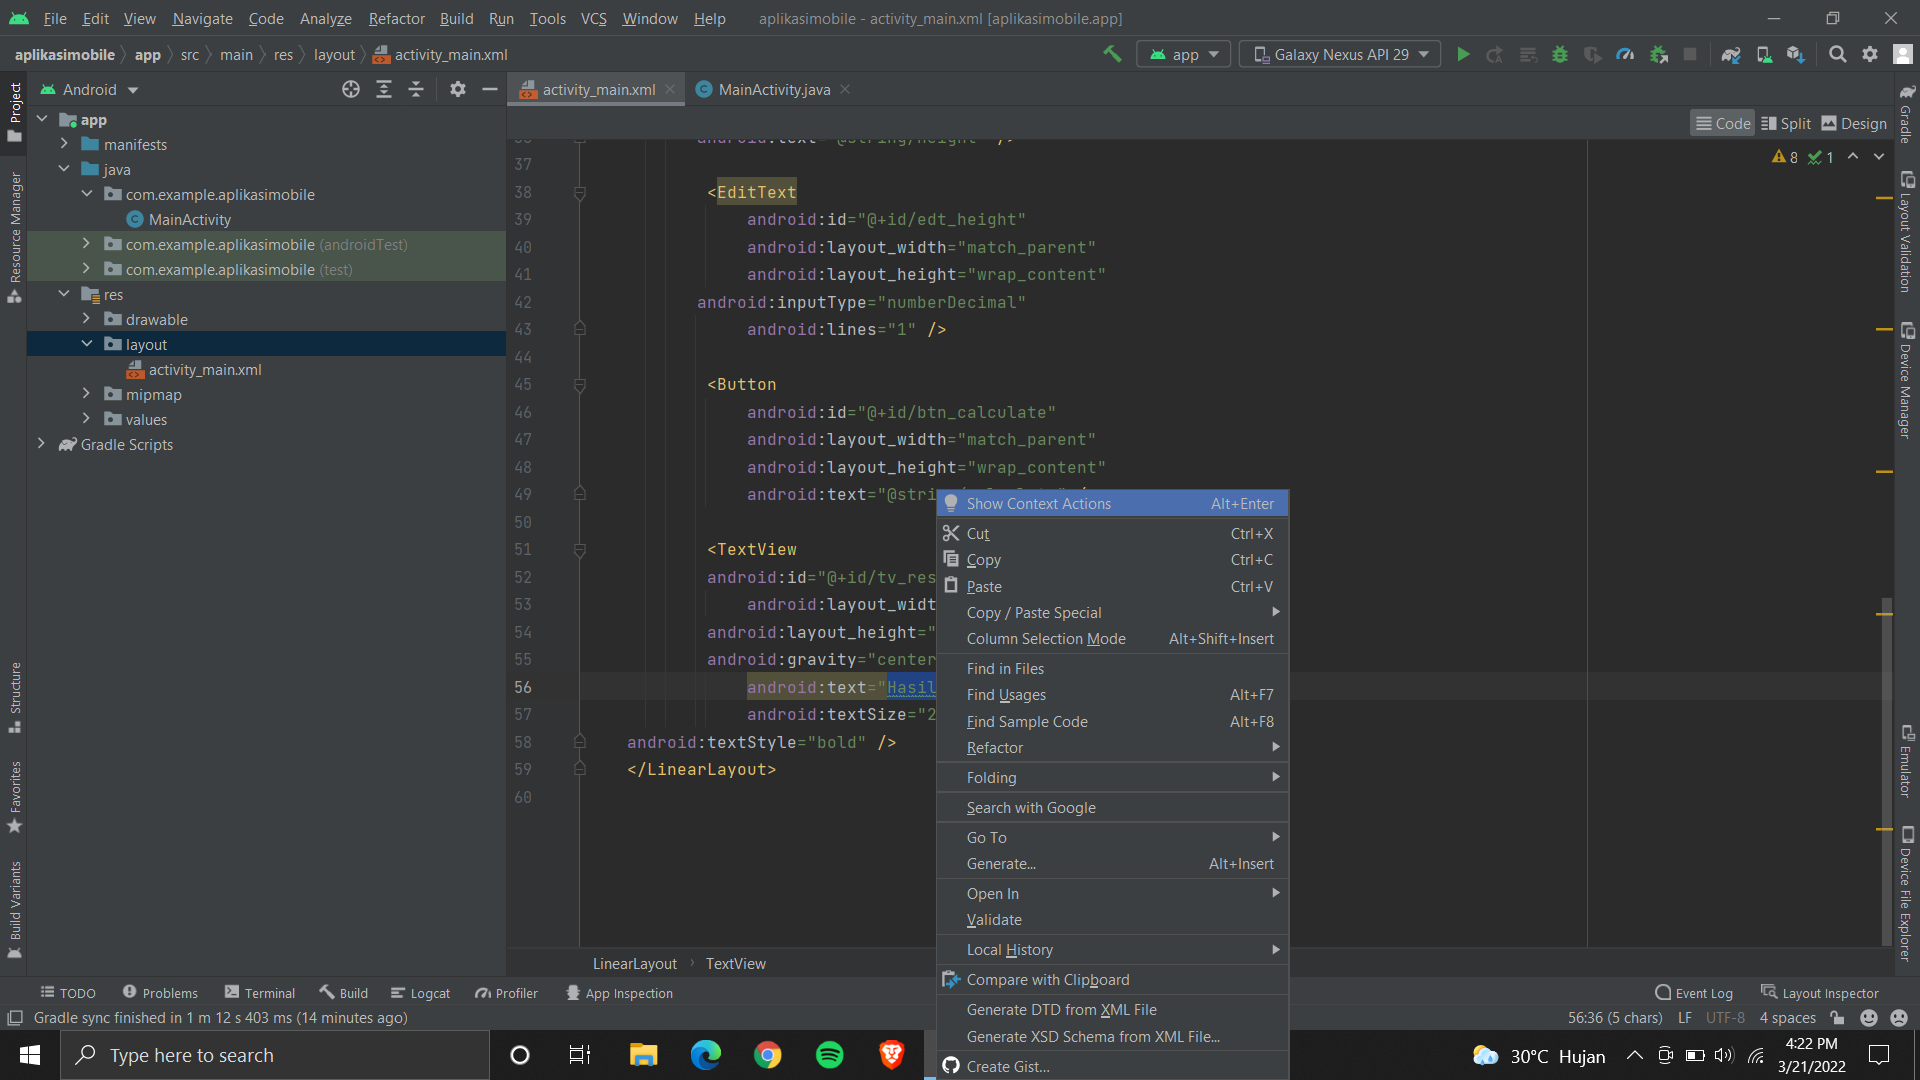 File Edit View Navigate Code Analyze Refactor Build Run Tools VCS Window Help aplikasimobile - activity_main.xml [aplikasimobile.app]
aplikasimobile app src main res layout activity_main.xml app Galaxy Nexus API 29
Project
Resource Manager
Structure
Favorites
Build Variants
Android
app
manifests
java
com.example.aplikasimobile
MainActivity
com.example.aplikasimobile (androidTest)
com.example.aplikasimobile (test)
res
drawable
layout
activity_main.xml
mipmap
values
Gradle Scripts
activity_main.xml MainActivity.java
Code Split Design
8 1
37
38 <EditText
39 android:id="@+id/edt_height"
40 android:layout_width="match_parent"
41 android:layout_height="wrap_content"
42 android:inputType="numberDecimal"
43 android:lines="1" />
44
45 <Button
46 android:id="@+id/btn_calculate"
47 android:layout_width="match_parent"
48 android:layout_height="wrap_content"
49 android:text="@stri
50
51 <TextView
52 android:id="@+id/tv_res
53 android:layout_widt
54 android:layout_height="
55 android:gravity="center
56 android:text="Hasil
57 android:textSize="2
58 android:textStyle="bold" />
59 </LinearLayout>
60
Show Context Actions Alt+Enter
Cut Ctrl+X
Copy Ctrl+C
Paste Ctrl+V
Copy / Paste Special
Column Selection Mode Alt+Shift+Insert
Find in Files
Find Usages Alt+F7
Find Sample Code Alt+F8
Refactor
Folding
Search with Google
Go To
Generate... Alt+Insert
Open In
Validate
Local History
Compare with Clipboard
Generate DTD from XML File
Generate XSD Schema from XML File...
Create Gist...
LinearLayout TextView
Gradle
Layout Validation
Device Manager
Emulator
Device File Explorer
TODO Problems Terminal Build Logcat Profiler App Inspection Event Log Layout Inspector
Gradle sync finished in 1 m 12 s 403 ms (14 minutes ago) 56:36 (5 chars) LF UTF-8 4 spaces
Type here to search 30°C Hujan 4:22 PM
3/21/2022